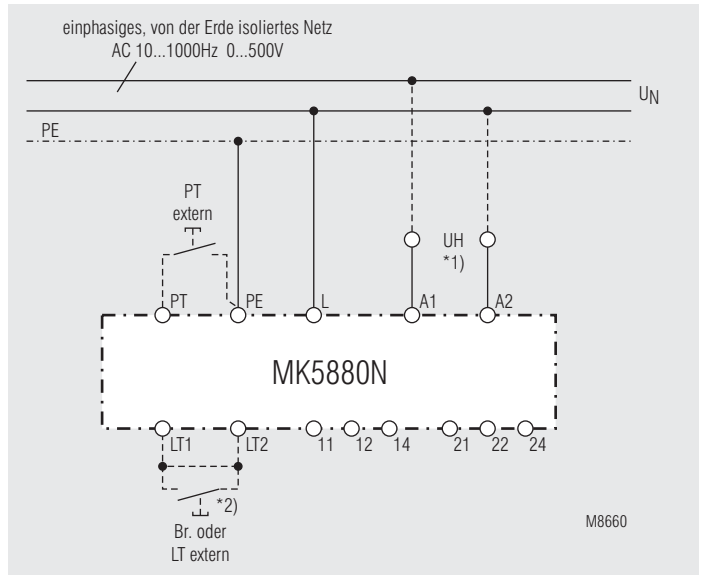 einphasiges, von der Erde isoliertes Netz
AC 10...1000Hz 0...500V
UN
PE
PT
extern
UH
*1)
PT PE L A1 A2
MK5880N
LT1 LT2 11 12 14 21 22 24
*2)
Br. oder
LT extern
M8660